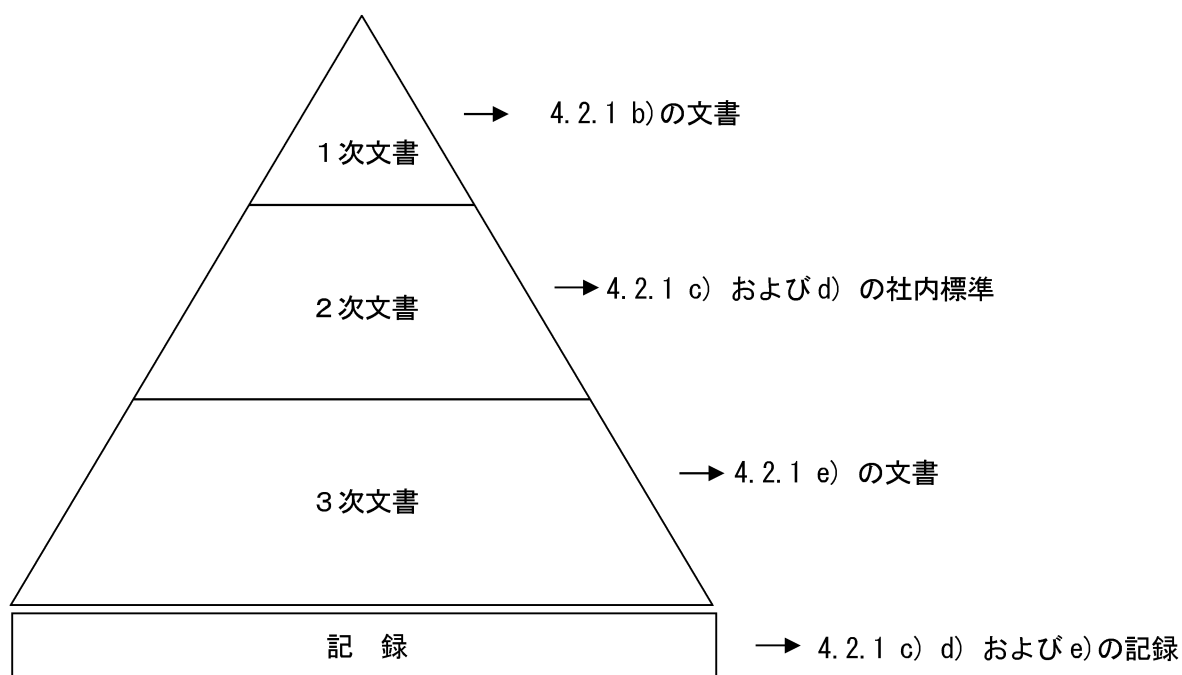 １次文書
4.2.1 b)の文書
２次文書
4.2.1 c) およびd) の社内標準
３次文書
4.2.1 e) の文書
記　録
4.2.1 c) d) およびe)の記録